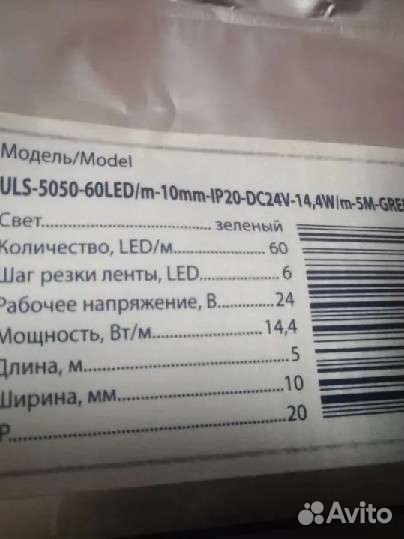 Модель/Model
ULS-5050-60LED/m-10mm-IP20-DC24V-14,4W/m-5M-GRE
Свет зеленый
Количество, LED/м 60
Шаг резки ленты, LED 6
Рабочее напряжение, В 24
Мощность, Вт/м 14,4
Длина, м 5
Ширина, мм 10
P 20
Avito